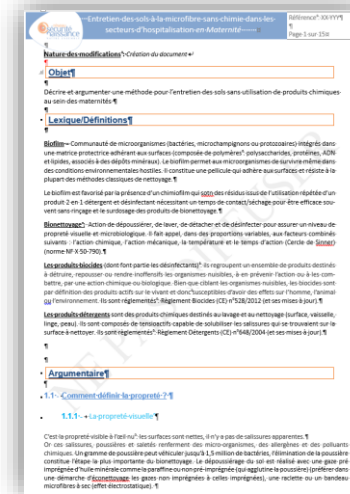 Sécurité
Naissance
Entretien-des-sols-à-la-microfibre-sans-chimie-dans-les-
secteurs-d'hospitalisation-en-Maternité
Référence°: XX-YYY¶
¶
Page·1·sur·15¤
¶
Nature·des·modifications°:·Création du document↵
¶
Objet¶
¶
Décrire et argumenter une méthode pour l'entretien des sols sans utilisation de produits chimiques
au sein des maternités ¶
¶
Lexique/Définitions¶
¶
Biofilm – Communauté de microorganismes (bactéries, microchampignons ou protozoaires) intégrés dans
une matrice protectrice adhérant aux surfaces (composée de polymères°: polysaccharides, protéines, ADN
et lipides, associés à des dépôts minéraux). Le biofilm permet aux microorganismes de survivre même dans
des conditions environnementales hostiles. Il constitue une pellicule qui adhère aux surfaces et résiste à la
plupart des méthodes classiques de nettoyage. ¶
¶
Le biofilm est favorisé par la présence d'un chimiofilm qui sotn des résidus issus de l'utilisation répétée d'un
produit 2 en 1 détergent et désinfectant nécessitant un temps de contact/séchage pour être efficace sou-
vent sans rinçage et le surdosage des produits de bionettoyage. ¶
¶
Bionettoyage°: Action de dépoussiérer, de laver, de détacher et de désinfecter pour assurer un niveau de
propreté visuelle et microbiologique. Il fait appel, dans des proportions variables, aux facteurs combinés
suivants : l'action chimique, l'action mécanique, la température et le temps d'action (Cercle de Sinner)
(norme NF X 50-790). ¶
¶
Les produits biocides (dont font partie les désinfectants)°: Ils regroupent un ensemble de produits destinés
à détruire, repousser ou rendre inoffensifs les organismes nuisibles, à en prévenir l'action ou à les com-
battre, par une action chimique ou biologique. Bien que ciblant les organismes nuisibles, les biocides sont
par définition des produits actifs sur le vivant et donc°susceptibles d'avoir des effets sur l'homme, l'animal
ou l'environnement. Ils sont réglementés°: Règlement Biocides (CE) n°528/2012 (et ses mises à jour). ¶
¶
Les produits détergents sont des produits chimiques destinés au lavage et au nettoyage (surface, vaisselle,
linge, peau). Ils sont composés de tensioactifs capable de solubiliser les salissures qui se trouvaient sur la
surface à nettoyer. Ils sont réglementés°: Règlement Détergents (CE) n°648/2004 (et ses mises à jour). ¶
¶
¶
Argumentaire¶
¶
1.1·-·Comment·définir·la·propreté·?·¶
¶
1.1.1·-·La·propreté·visuelle¶
¶
C'est la propreté visible à l'œil nu°: les surfaces sont nettes, il n'y a pas de salissures apparentes. ¶
Or ces salissures, poussières et saletés renferment des micro-organismes, des allergènes et des polluants
chimiques. Un gramme de poussière peut véhiculer jusqu'à 1,5 million de bactéries, l'élimination de la poussière
constitue l'étape la plus importante du bionettoyage. Le dépoussiérage du sol est réalisé avec une gaze pré
imprégnée d'huile minérale comme la paraffine ou non pré-imprégnée (qui agglutine la poussière) (préférer dans
une démarche d'éconettoyage les gazes non imprégnées à celles imprégnées), une raclette ou un bandeau
microfibres à sec (effet électrostatique). ¶